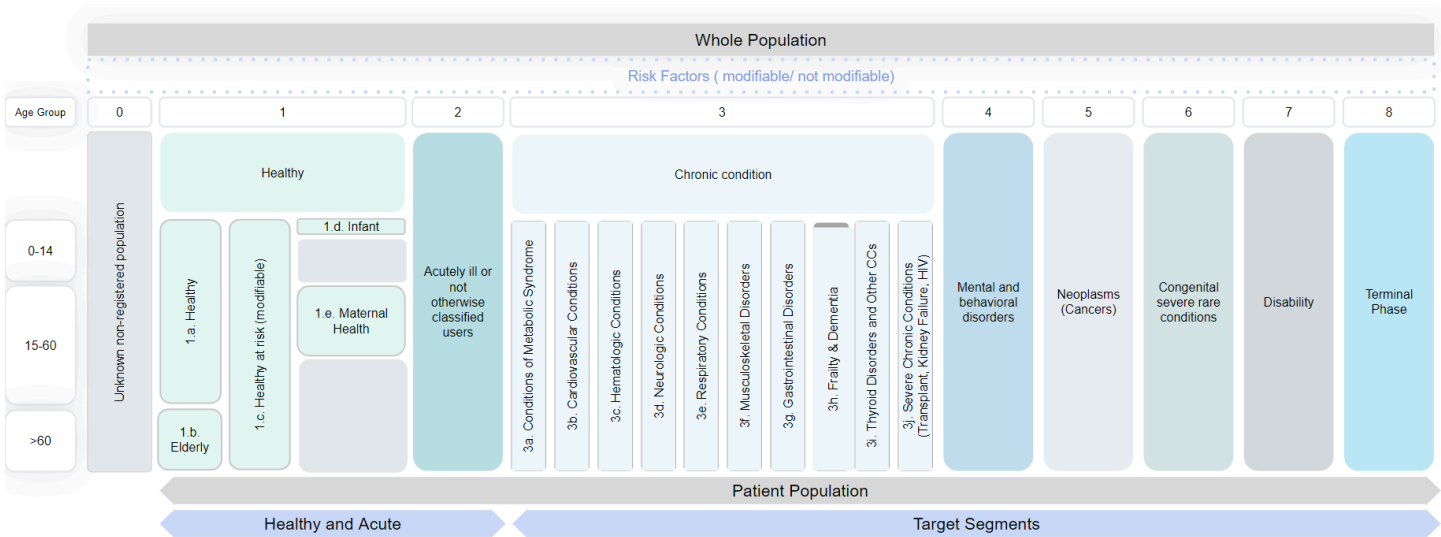 Whole Population
Risk Factors ( modifiable/ not modifiable)
Age Group
0
1
2
3
4
5
6
7
8
Unknown non-registered population
Healthy
Acutely ill or
not
otherwise
classified
users
Chronic condition
Mental and
behavioral
disorders
Neoplasms
(Cancers)
Congenital
severe rare
conditions
Disability
Terminal
Phase
0-14
15-60
>60
1.a. Healthy
1.b.
Elderly
1.c. Healthy at risk (modifiable)
1.d. Infant
1.e. Maternal
Health
3a. Conditions of Metabolic Syndrome
3b. Cardiovascular Conditions
3c. Hematologic Conditions
3d. Neurologic Conditions
3e. Respiratory Conditions
3f. Musculoskeletal Disorders
3g. Gastrointestinal Disorders
3h. Frailty & Dementia
3i. Thyroid Disorders and Other CCs
3j. Severe Chronic Conditions
(Transplant, Kidney Failure, HIV)
Patient Population
Healthy and Acute
Target Segments